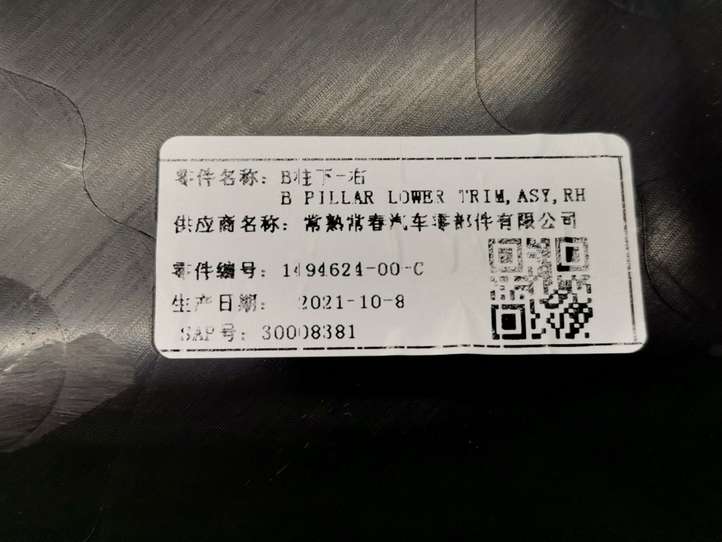 零件名称: B柱下-右
B PILLAR LOWER TRIM, ASY, RH
供应商名称: 常熟常春汽车零部件有限公司
零件编号: 1494624-00-C
生产日期: 2021-10-8
SAP号: 30008381